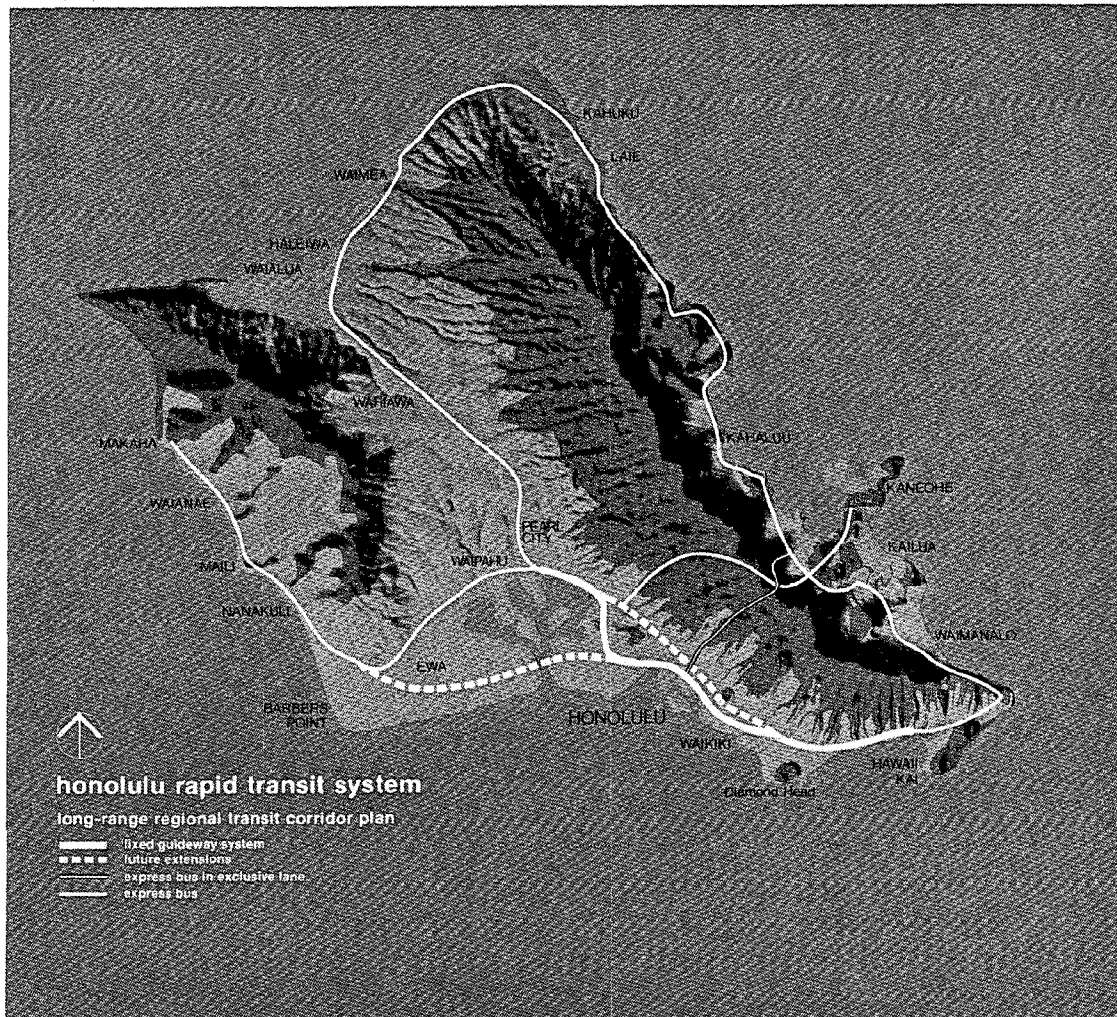 KAHUKU
LAIE
WAIMEA
HALEIWA
WAIALUA
WAHIAWA
MAKAHA
KAHALUU
WAIANAE
KANEOHE
PEARL
CITY
KAILUA
WAIPAHU
MAILI
NANAKULI
WAIMANALO
EWA
BARBERS
POINT
HONOLULU
WAIKIKI
HAWAII
KAI
Diamond Head
honolulu rapid transit system
long-range regional transit corridor plan
fixed guideway system
future extensions
express bus in exclusive lane
express bus